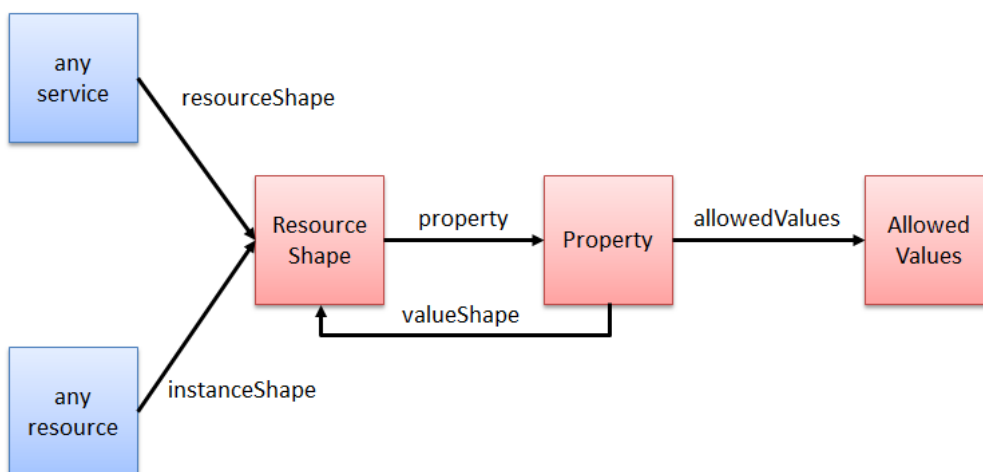 any
service
resourceShape
Resource
Shape
property
Property
allowedValues
Allowed
Values
valueShape
any
resource
instanceShape